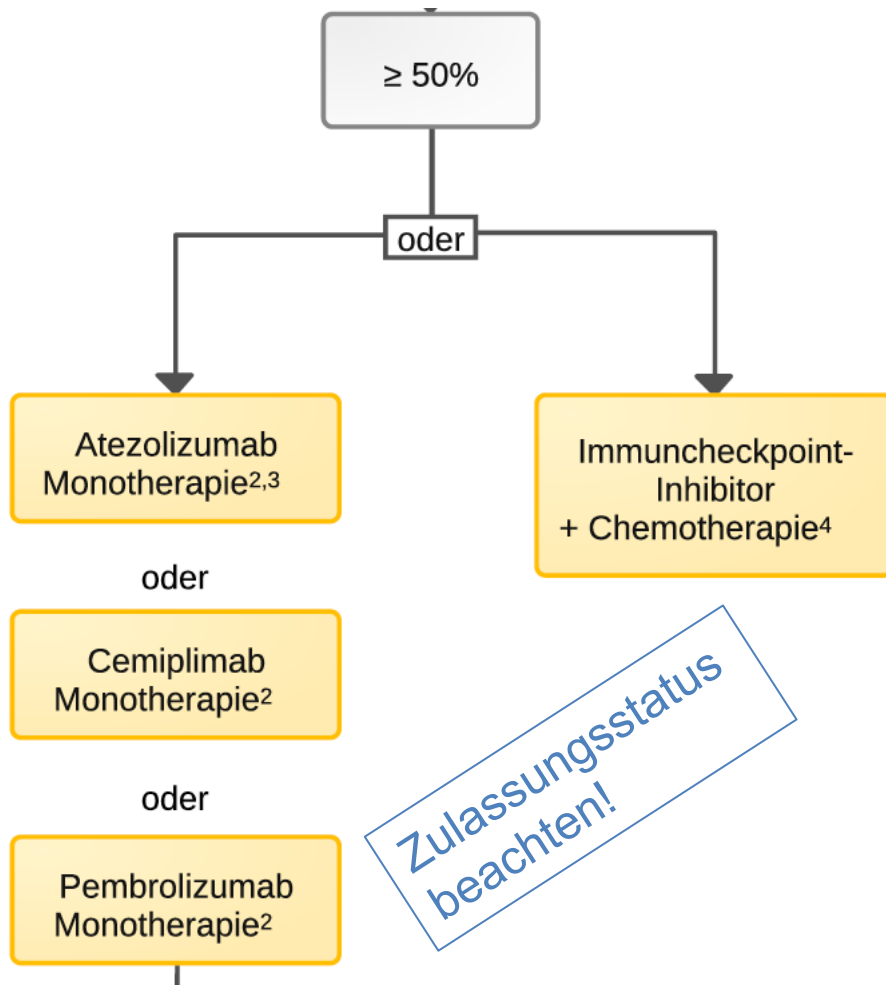 ≥ 50%
oder
Atezolizumab
Monotherapie2,3
oder
Cemiplimab
Monotherapie2
oder
Pembrolizumab
Monotherapie2
Immuncheckpoint-
Inhibitor
+ Chemotherapie4
Zulassungsstatus
beachten!